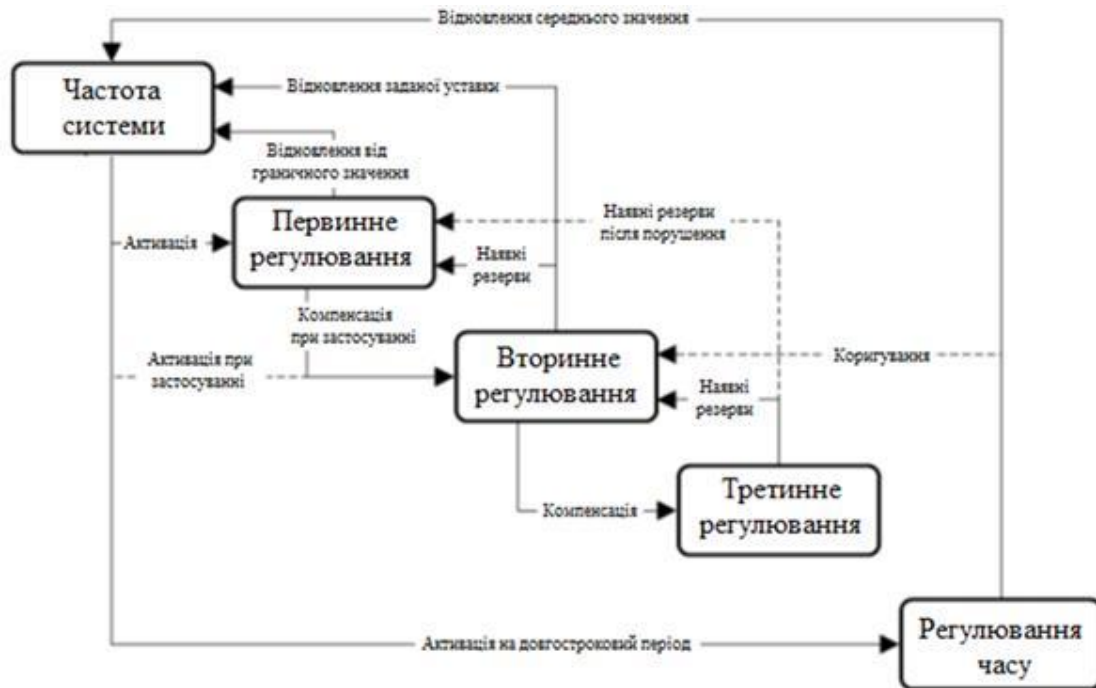 Відновлення середнього значення
Частота
системи
Відновлення заданої уставки
Відновлення від
граничного значення
Первинне
регулювання
Наявні резерви
після порушення
Активація
Наявні
резерви
Компенсація
при застосуванні
Вторинне
регулювання
Коригування
Активація при
застосуванні
Наявні
резерви
Третинне
регулювання
Компенсація
Регулювання
часу
Активація на довгостроковий період